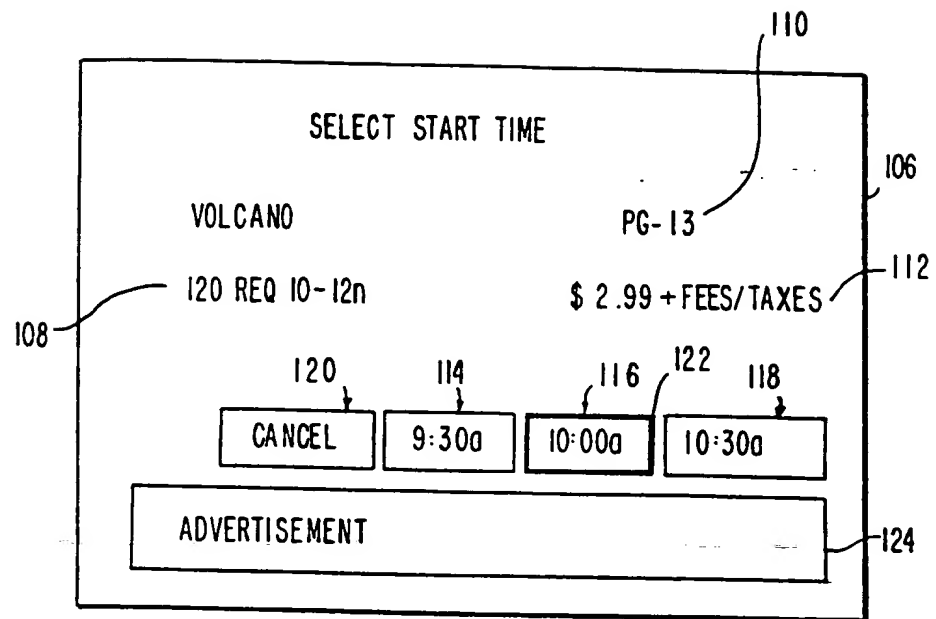 110
SELECT START TIME
106
VOLCANO
PG-13
112
120 REQ 10-12n
$ 2.99 + FEES/TAXES
108
120
114
116
122
118
CANCEL
9:30a
10:00a
10:30a
ADVERTISEMENT
124